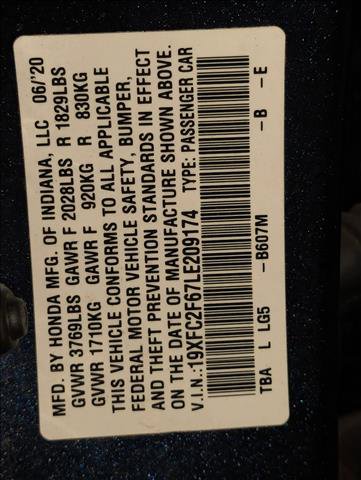 MFD. BY HONDA MFG. OF INDIANA, LLC 06/'20
GVWR 3769LBS GAWR F 2028LBS R 1829LBS
GVWR 1710KG GAWR F 920KG R 830KG
THIS VEHICLE CONFORMS TO ALL APPLICABLE
FEDERAL MOTOR VEHICLE SAFETY, BUMPER,
AND THEFT PREVENTION STANDARDS IN EFFECT
ON THE DATE OF MANUFACTURE SHOWN ABOVE.
V.I.N.:19XFC2F67LE209174 TYPE: PASSENGER CAR
TBA L LG5 -B607M -B -E